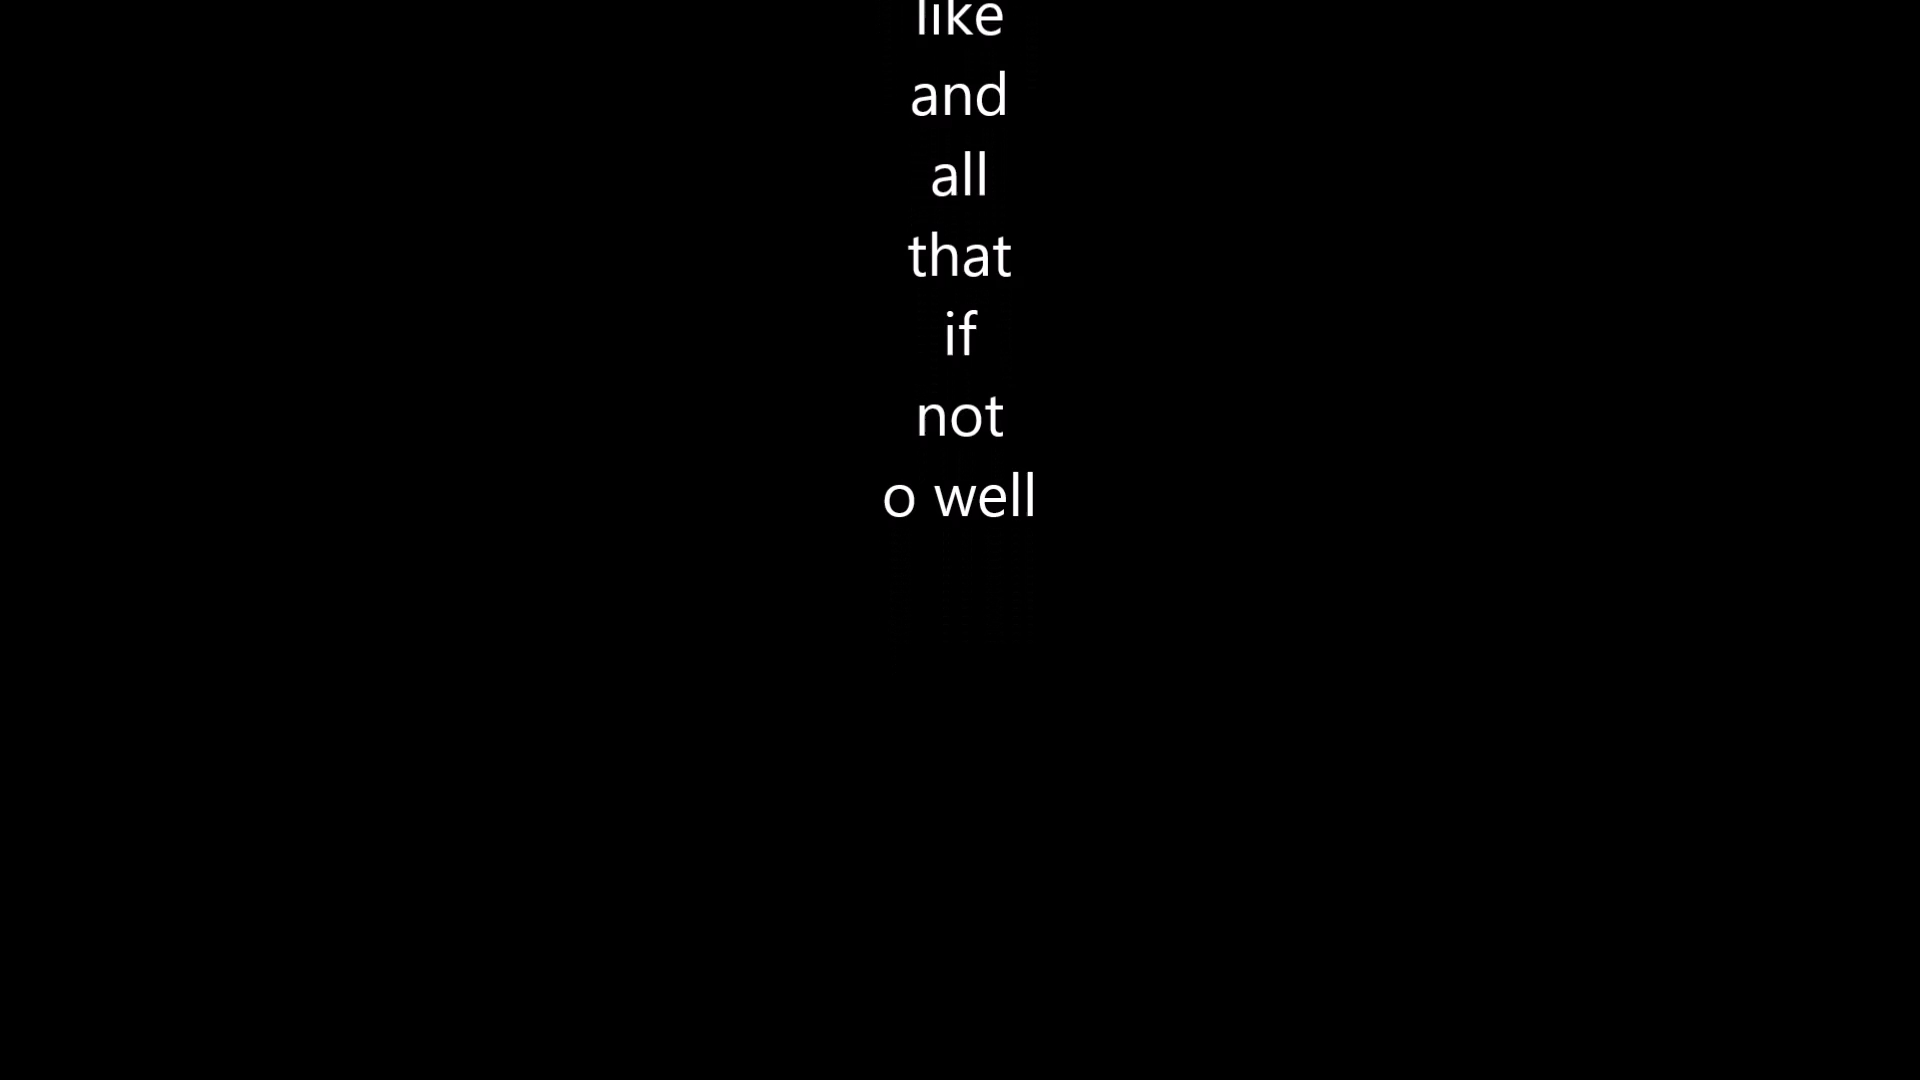 like
and
all
that
if
not
o well